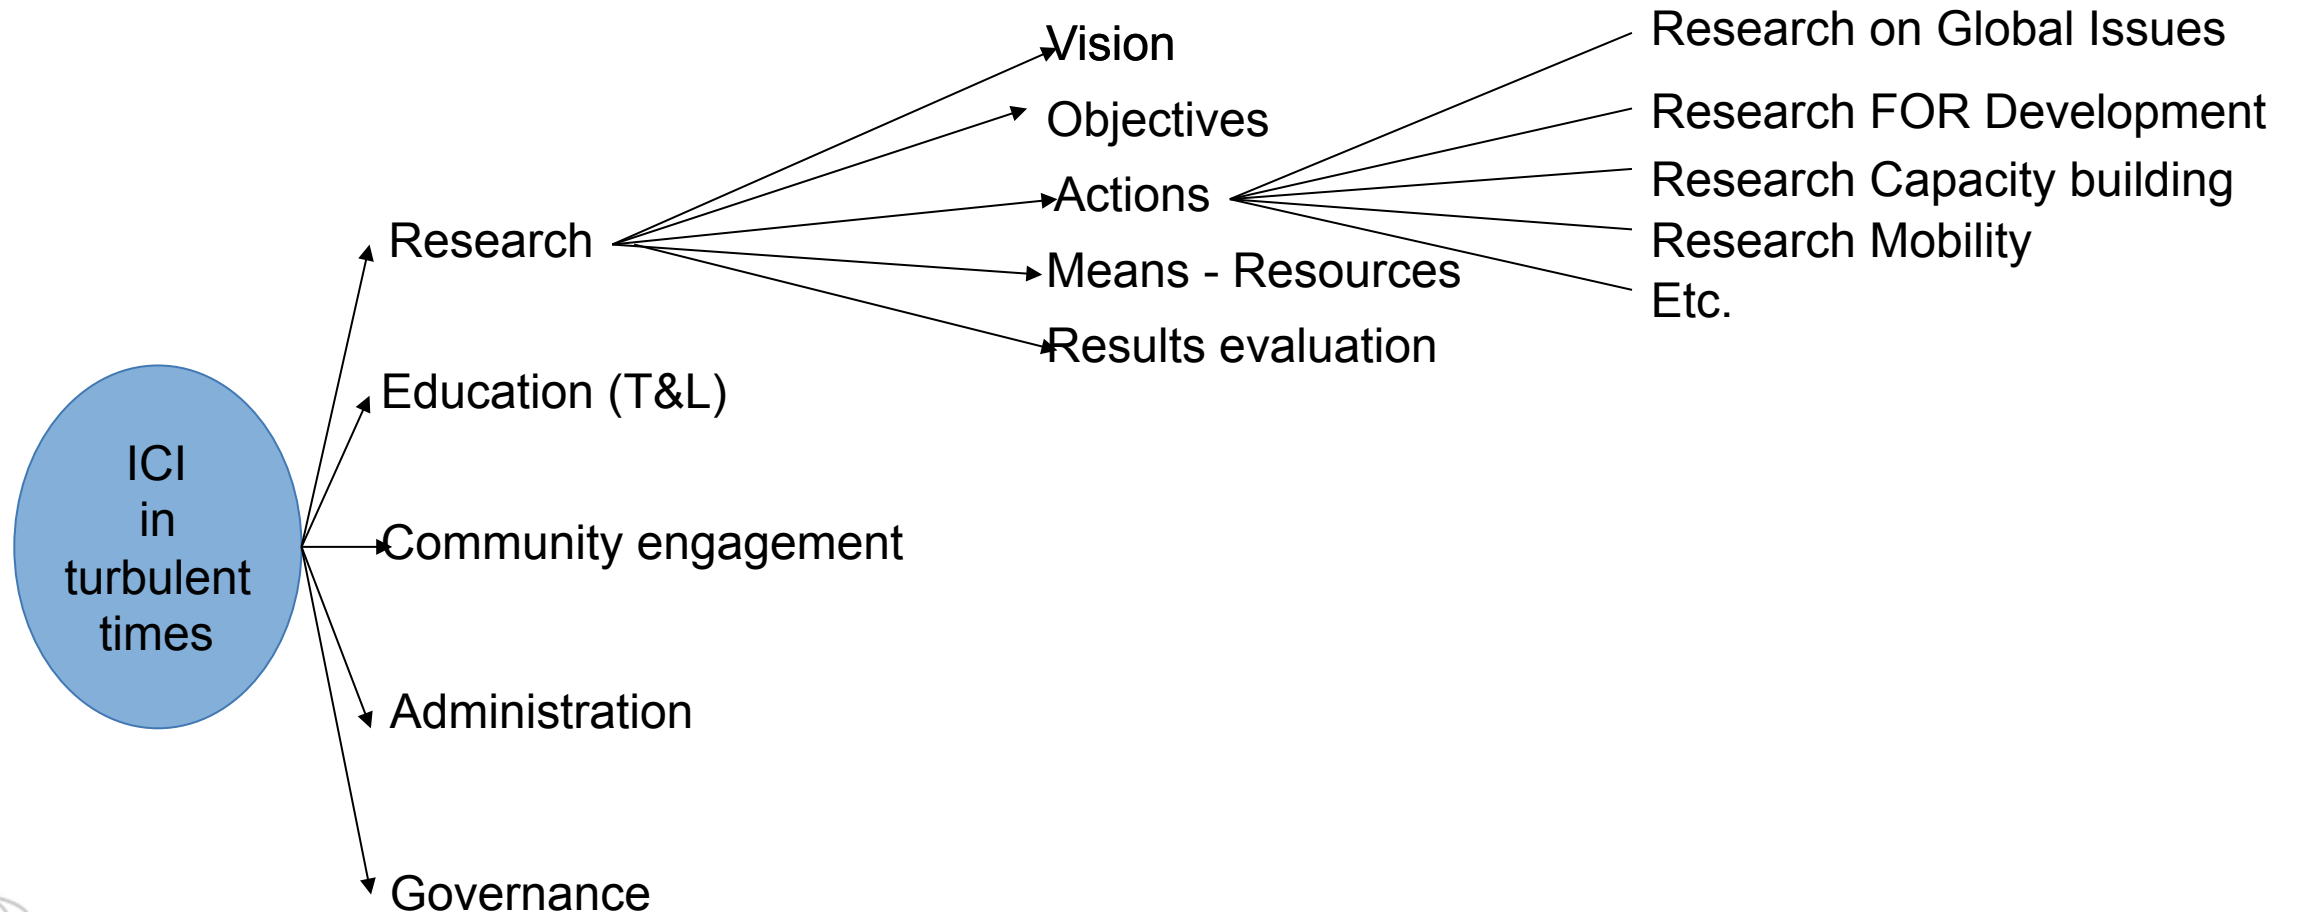 ICI
in
turbulent
times
Research
Education (T&L)
Community engagement
Administration
Governance
Vision
Objectives
Actions
Means - Resources
Results evaluation
Research on Global Issues
Research FOR Development
Research Capacity building
Research Mobility
Etc.